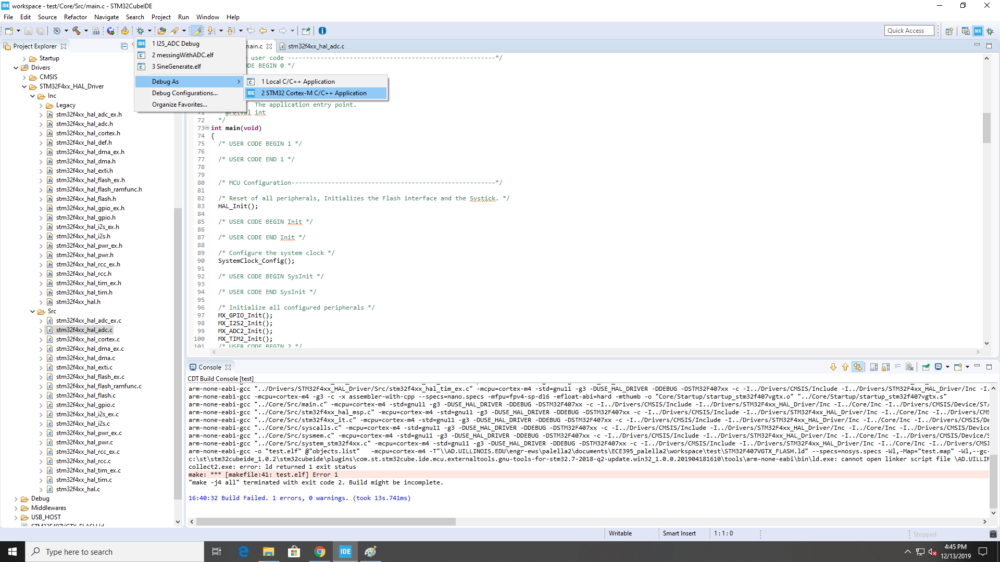 workspace - test/Core/Src/main.c - STM32CubeIDE
File Edit Source Refactor Navigate Search Project Run Window Help
Quick Access
Project Explorer
Startup
Drivers
CMSIS
STM32F4xx_HAL_Driver
Inc
Legacy
stm32f4xx_hal_adc_ex.h
stm32f4xx_hal_adc.h
stm32f4xx_hal_cortex.h
stm32f4xx_hal_def.h
stm32f4xx_hal_dma_ex.h
stm32f4xx_hal_dma.h
stm32f4xx_hal_exti.h
stm32f4xx_hal_flash_ex.h
stm32f4xx_hal_flash_ramfunc.h
stm32f4xx_hal_flash.h
stm32f4xx_hal_gpio_ex.h
stm32f4xx_hal_gpio.h
stm32f4xx_hal_i2s_ex.h
stm32f4xx_hal_i2s.h
stm32f4xx_hal_pwr_ex.h
stm32f4xx_hal_pwr.h
stm32f4xx_hal_rcc_ex.h
stm32f4xx_hal_rcc.h
stm32f4xx_hal_tim_ex.h
stm32f4xx_hal_tim.h
stm32f4xx_hal.h
Src
stm32f4xx_hal_adc_ex.c
stm32f4xx_hal_adc.c
stm32f4xx_hal_cortex.c
stm32f4xx_hal_dma_ex.c
stm32f4xx_hal_dma.c
stm32f4xx_hal_exti.c
stm32f4xx_hal_flash_ex.c
stm32f4xx_hal_flash_ramfunc.c
stm32f4xx_hal_flash.c
stm32f4xx_hal_gpio.c
stm32f4xx_hal_i2s_ex.c
stm32f4xx_hal_i2s.c
stm32f4xx_hal_pwr_ex.c
stm32f4xx_hal_pwr.c
stm32f4xx_hal_rcc_ex.c
stm32f4xx_hal_rcc.c
stm32f4xx_hal_tim_ex.c
stm32f4xx_hal_tim.c
stm32f4xx_hal.c
Debug
Middlewares
USB_HOST
STM32F407VGTX_FLASH.ld
1 I2S_ADC Debug
2 messingWithADC.elf
3 SineGenerate.elf
Debug As
Debug Configurations...
Organize Favorites...
1 Local C/C++ Application
2 STM32 Cortex-M C/C++ Application
main.c
stm32f4xx_hal_adc.c
user code ---------------------------------------------------------*/
DE BEGIN 0 */
The application entry point.
71 @retval int
72 */
73 int main(void)
74 {
75 /* USER CODE BEGIN 1 */
76
77 /* USER CODE END 1 */
78
79
80 /* MCU Configuration--------------------------------------------------------*/
81
82 /* Reset of all peripherals, Initializes the Flash interface and the Systick. */
83 HAL_Init();
84
85 /* USER CODE BEGIN Init */
86
87 /* USER CODE END Init */
88
89 /* Configure the system clock */
90 SystemClock_Config();
91
92 /* USER CODE BEGIN SysInit */
93
94 /* USER CODE END SysInit */
95
96 /* Initialize all configured peripherals */
97 MX_GPIO_Init();
98 MX_I2S2_Init();
99 MX_ADC2_Init();
100 MX_TIM2_Init();
101 /* USER CODE BEGIN 2 */
Console
CDT Build Console [test]
arm-none-eabi-gcc "../Drivers/STM32F4xx_HAL_Driver/Src/stm32f4xx_hal_tim_ex.c" -mcpu=cortex-m4 -std=gnu11 -g3 -DUSE_HAL_DRIVER -DDEBUG -DSTM32F407xx -c -I../Drivers/CMSIS/Include -I../Drivers/STM32F4xx_HAL_Driver/Inc -I.
arm-none-eabi-gcc -mcpu=cortex-m4 -g3 -c -x assembler-with-cpp --specs=nano.specs -mfpu=fpv4-sp-d16 -mfloat-abi=hard -mthumb -o "Core/Startup/startup_stm32f407vgtx.o" "../Core/Startup/startup_stm32f407vgtx.s"
arm-none-eabi-gcc "../Core/Src/main.c" -mcpu=cortex-m4 -std=gnu11 -g3 -DUSE_HAL_DRIVER -DDEBUG -DSTM32F407xx -c -I../Drivers/CMSIS/Include -I../Drivers/STM32F4xx_HAL_Driver/Inc -I../Core/Inc -I../Drivers/CMSIS/Device/ST/
arm-none-eabi-gcc "../Core/Src/stm32f4xx_hal_msp.c" -mcpu=cortex-m4 -std=gnu11 -g3 -DUSE_HAL_DRIVER -DDEBUG -DSTM32F407xx -c -I../Drivers/CMSIS/Include -I../Drivers/STM32F4xx_HAL_Driver/Inc -I../Core/Inc -I../Drivers/CMS
arm-none-eabi-gcc "../Core/Src/stm32f4xx_it.c" -mcpu=cortex-m4 -std=gnu11 -g3 -DUSE_HAL_DRIVER -DDEBUG -DSTM32F407xx -c -I../Drivers/CMSIS/Include -I../Drivers/STM32F4xx_HAL_Driver/Inc -I../Core/Inc -I../Drivers/CMSIS/De
arm-none-eabi-gcc "../Core/Src/syscalls.c" -mcpu=cortex-m4 -std=gnu11 -g3 -DUSE_HAL_DRIVER -DDEBUG -DSTM32F407xx -c -I../Drivers/CMSIS/Include -I../Drivers/STM32F4xx_HAL_Driver/Inc -I../Core/Inc -I../Drivers/CMSIS/Device
arm-none-eabi-gcc "../Core/Src/sysmem.c" -mcpu=cortex-m4 -std=gnu11 -g3 -DUSE_HAL_DRIVER -DDEBUG -DSTM32F407xx -c -I../Drivers/CMSIS/Include -I../Drivers/STM32F4xx_HAL_Driver/Inc -I../Core/Inc -I../Drivers/CMSIS/Device/S
arm-none-eabi-gcc "../Core/Src/system_stm32f4xx.c" -mcpu=cortex-m4 -std=gnu11 -g3 -DUSE_HAL_DRIVER -DDEBUG -DSTM32F407xx -c -I../Drivers/CMSIS/Include -I../Drivers/STM32F4xx_HAL_Driver/Inc -I../Core/Inc -I../Drivers/CMSI
arm-none-eabi-gcc -o "test.elf" @"objects.list" -mcpu=cortex-m4 -T"\\AD.UILLINOIS.EDU\engr-ews\palella2\documents\ECE395_palella2\workspace\test\STM32F407VGTX_FLASH.ld" --specs=nosys.specs -Wl,-Map="test.map" -Wl,--gc-
c:\st\stm32cubeide_1.0.2\stm32cubeide\plugins\com.st.stm32cube.ide.mcu.externaltools.gnu-tools-for-stm32.7-2018-q2-update.win32_1.0.0.201904181610\tools\arm-none-eabi\bin\ld.exe: cannot open linker script file \AD.UILLIN
collect2.exe: error: ld returned 1 exit status
make: *** [makefile:41: test.elf] Error 1
"make -j4 all" terminated with exit code 2. Build might be incomplete.
16:40:32 Build Failed. 1 errors, 0 warnings. (took 13s.741ms)
Writable
Smart Insert
1 : 1 : 0
Stopped
Type here to search
4:45 PM
12/13/2019